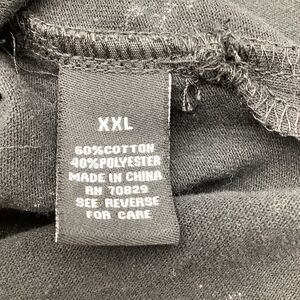 XXL
60%COTTON
40%POLYESTER
MADE IN CHINA
RN 70829
SEE REVERSE
FOR CARE